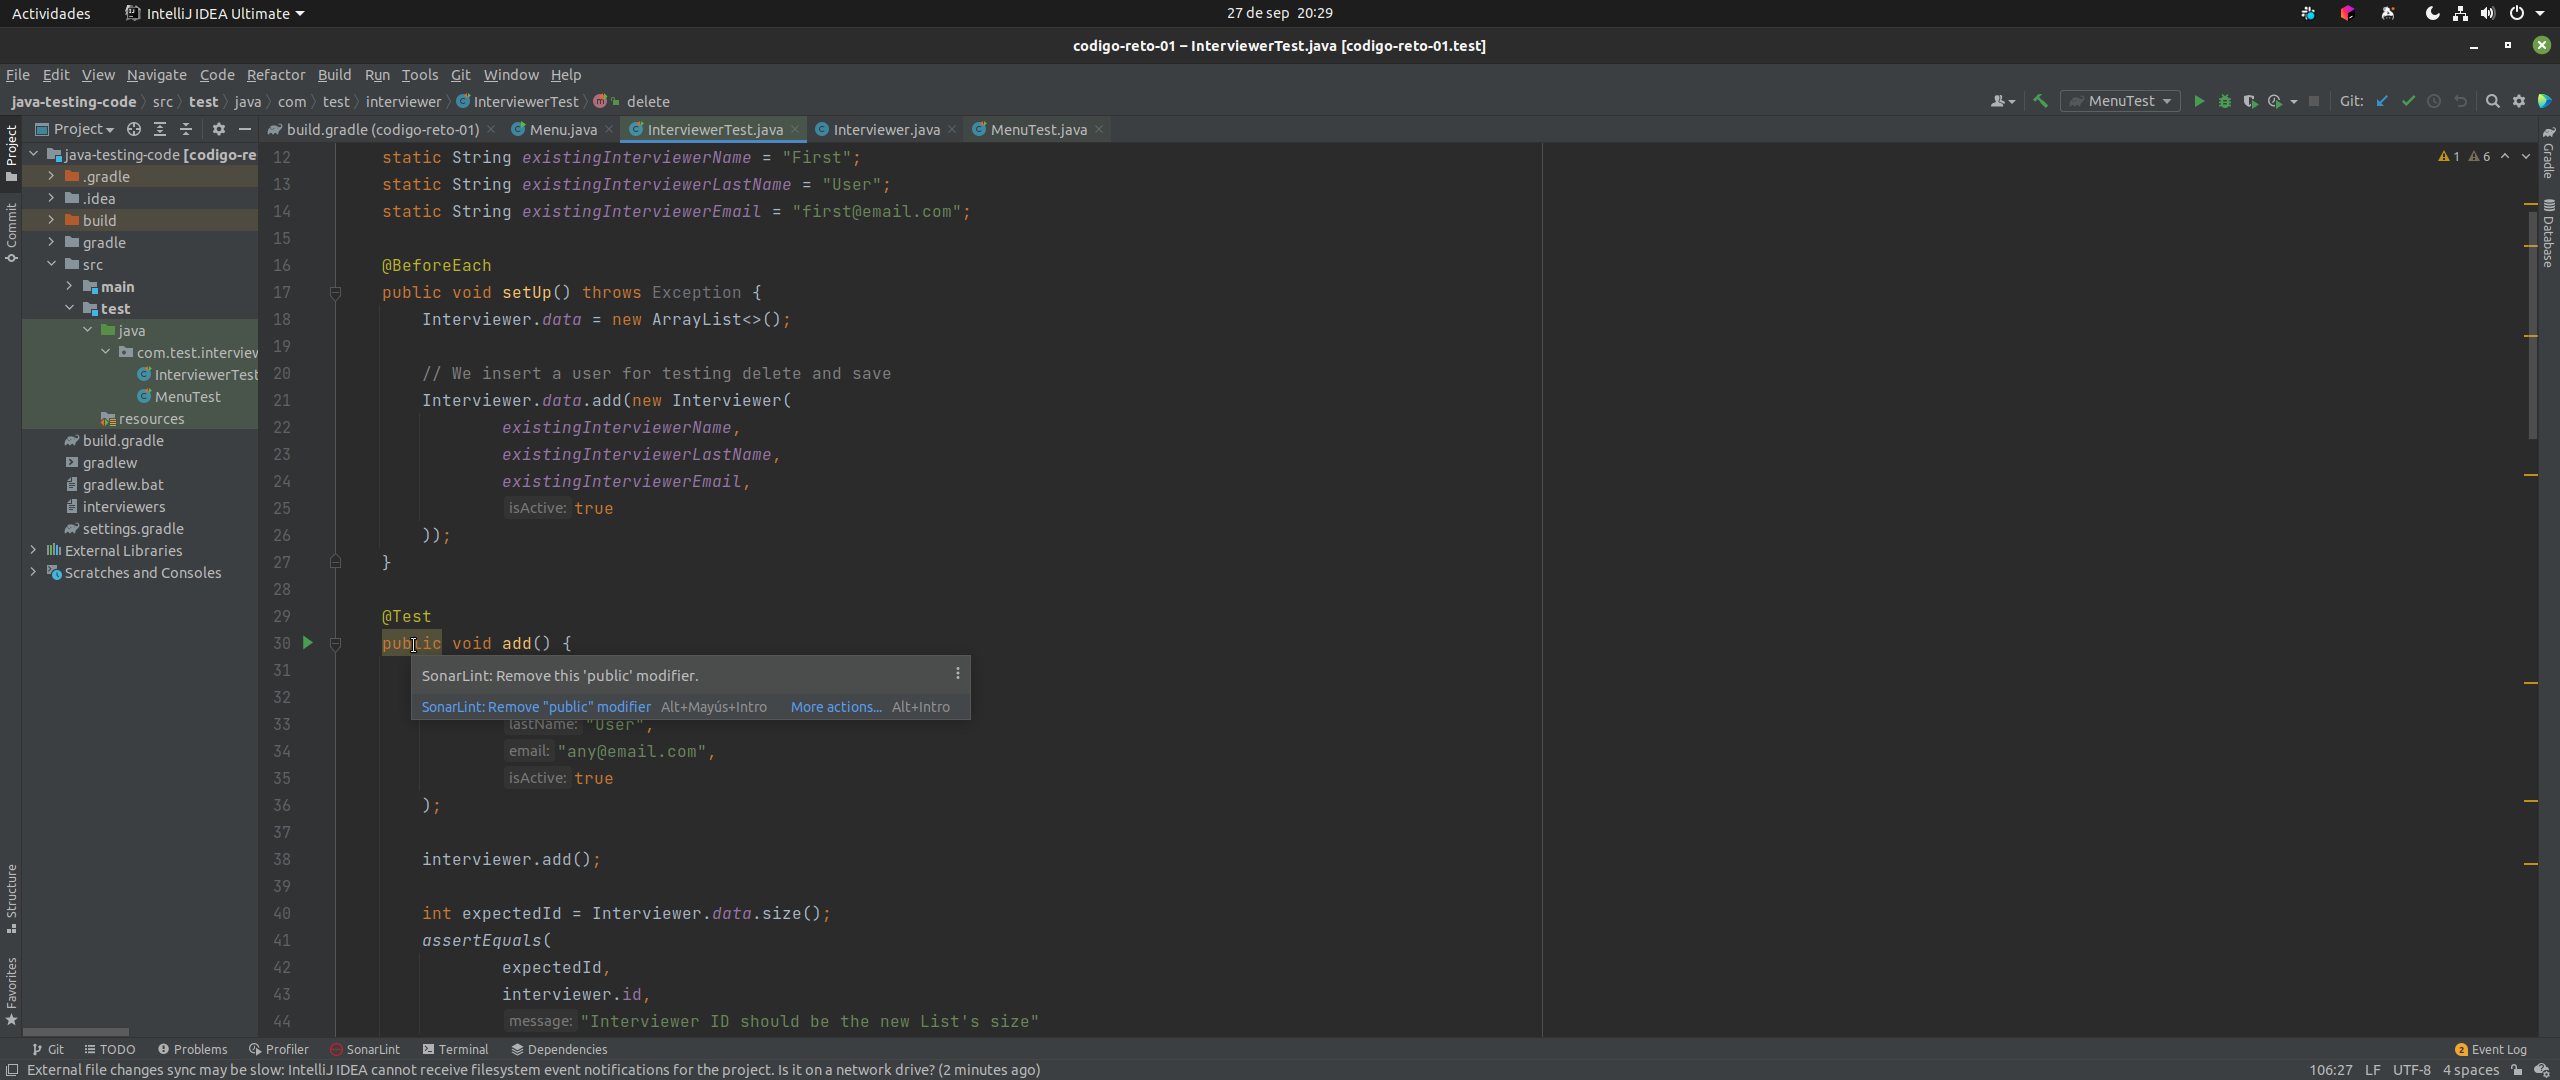 Actividades IntelliJ IDEA Ultimate 27 de sep 20:29
codigo-reto-01 – InterviewerTest.java [codigo-reto-01.test]
File Edit View Navigate Code Refactor Build Run Tools Git Window Help
java-testing-code src test java com test interviewer InterviewerTest delete MenuTest Git:
Project build.gradle (codigo-reto-01) Menu.java InterviewerTest.java Interviewer.java MenuTest.java
Project
Commit
Structure
Favorites
java-testing-code [codigo-re
.gradle
.idea
build
gradle
src
main
test
java
com.test.interview
InterviewerTest
MenuTest
resources
build.gradle
gradlew
gradlew.bat
interviewers
settings.gradle
External Libraries
Scratches and Consoles
12 static String existingInterviewerName = "First";
13 static String existingInterviewerLastName = "User";
14 static String existingInterviewerEmail = "first@email.com";
15
16 @BeforeEach
17 public void setUp() throws Exception {
18 Interviewer.data = new ArrayList<>();
19
20 // We insert a user for testing delete and save
21 Interviewer.data.add(new Interviewer(
22 existingInterviewerName,
23 existingInterviewerLastName,
24 existingInterviewerEmail,
25 isActive: true
26 ));
27 }
28
29 @Test
30 public void add() {
31
SonarLint: Remove this 'public' modifier.
32
SonarLint: Remove "public" modifier Alt+Mayús+Intro More actions... Alt+Intro
33 lastName: "User",
34 email: "any@email.com",
35 isActive: true
36 );
37
38 interviewer.add();
39
40 int expectedId = Interviewer.data.size();
41 assertEquals(
42 expectedId,
43 interviewer.id,
44 message: "Interviewer ID should be the new List's size"
1 6
Gradle
Database
Git TODO Problems Profiler SonarLint Terminal Dependencies 2 Event Log
External file changes sync may be slow: IntelliJ IDEA cannot receive filesystem event notifications for the project. Is it on a network drive? (2 minutes ago) 106:27 LF UTF-8 4 spaces